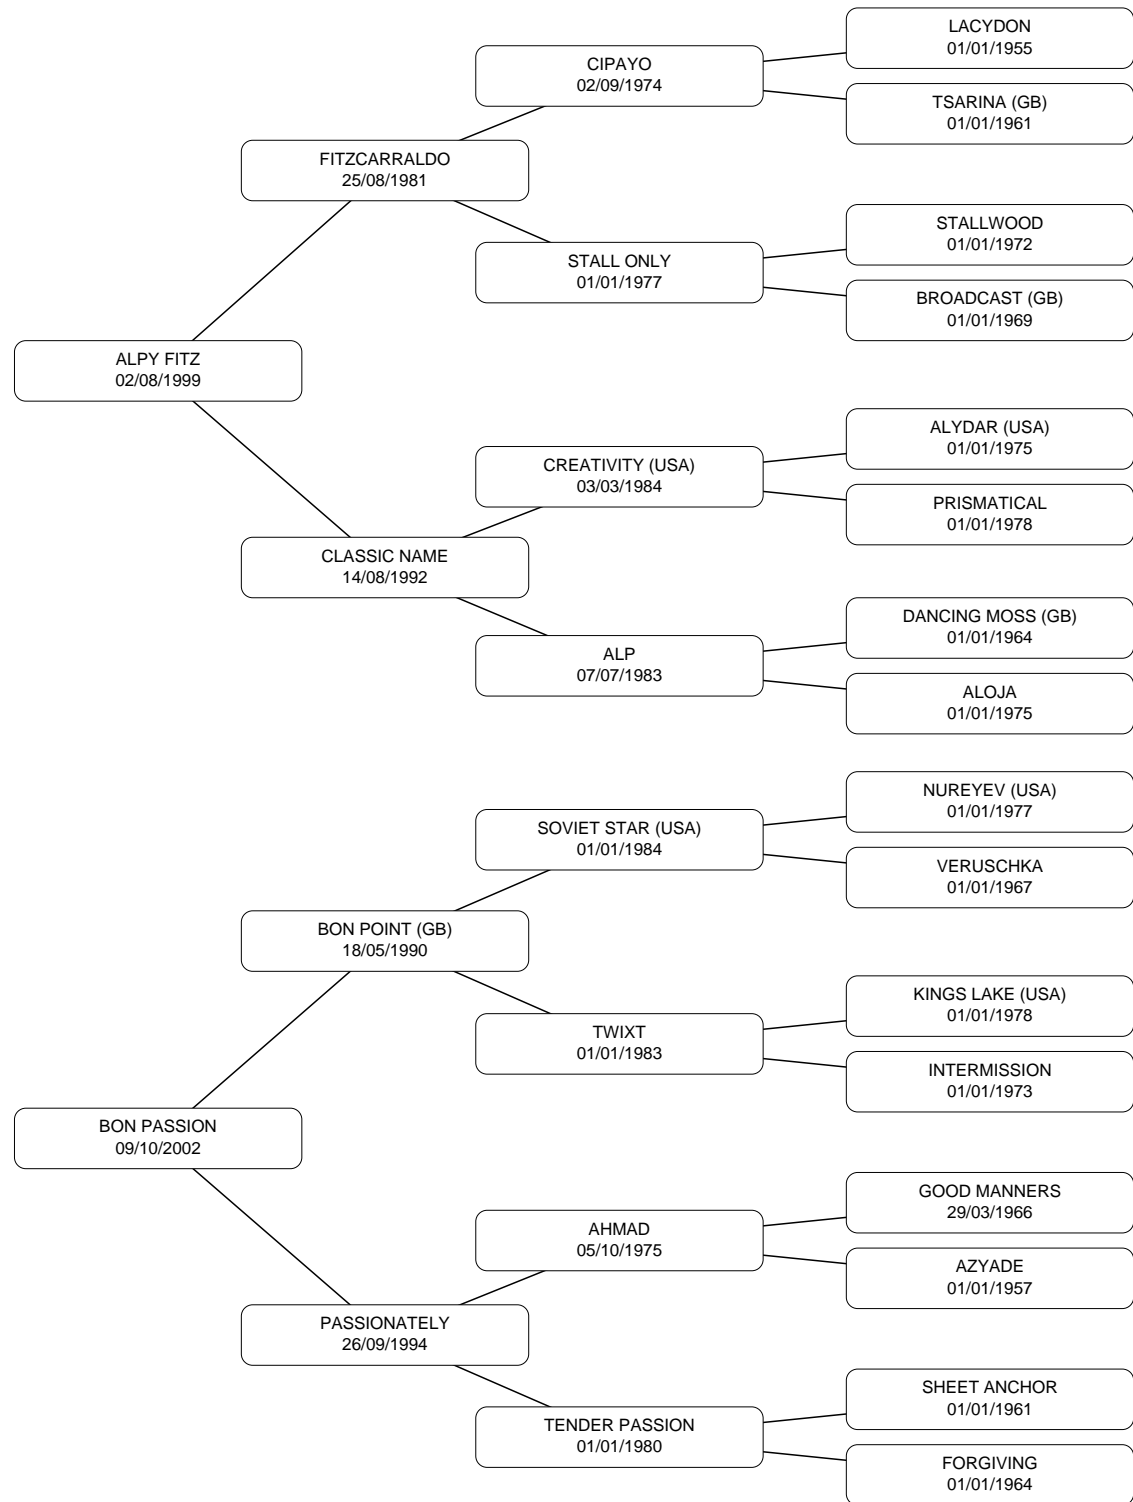 LACYDON
01/01/1955
CIPAYO
02/09/1974
TSARINA (GB)
01/01/1961
FITZCARRALDO
25/08/1981
STALLWOOD
01/01/1972
STALL ONLY
01/01/1977
BROADCAST (GB)
01/01/1969
ALPY FITZ
02/08/1999
ALYDAR (USA)
01/01/1975
CREATIVITY (USA)
03/03/1984
PRISMATICAL
01/01/1978
CLASSIC NAME
14/08/1992
DANCING MOSS (GB)
01/01/1964
ALP
07/07/1983
ALOJA
01/01/1975
NUREYEV (USA)
01/01/1977
SOVIET STAR (USA)
01/01/1984
VERUSCHKA
01/01/1967
BON POINT (GB)
18/05/1990
KINGS LAKE (USA)
01/01/1978
TWIXT
01/01/1983
INTERMISSION
01/01/1973
BON PASSION
09/10/2002
GOOD MANNERS
29/03/1966
AHMAD
05/10/1975
AZYADE
01/01/1957
PASSIONATELY
26/09/1994
SHEET ANCHOR
01/01/1961
TENDER PASSION
01/01/1980
FORGIVING
01/01/1964